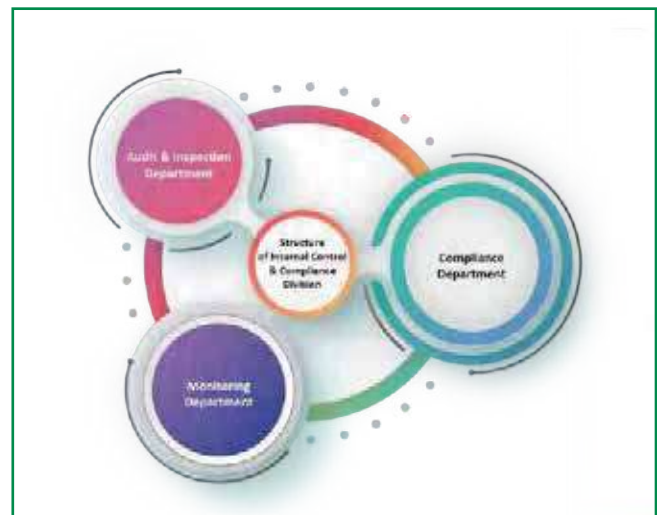 Audit & Inspection
Department
Structure
of Internal Control
& Compliance
Division
Compliance
Department
Monitoring
Department